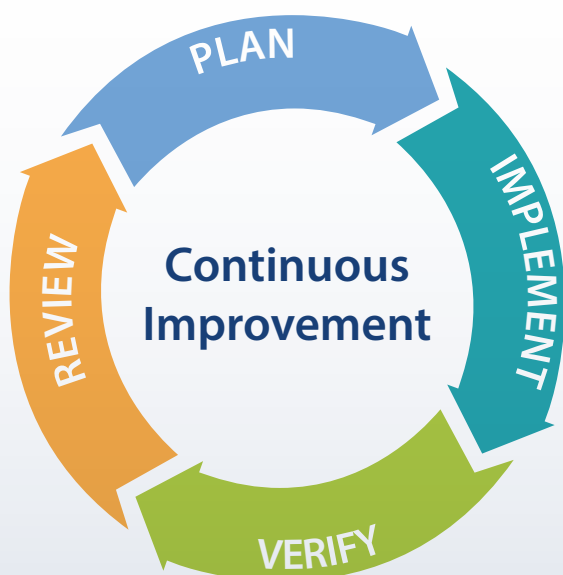 PLAN
IMPLEMENT
Continuous
Improvement
REVIEW
VERIFY